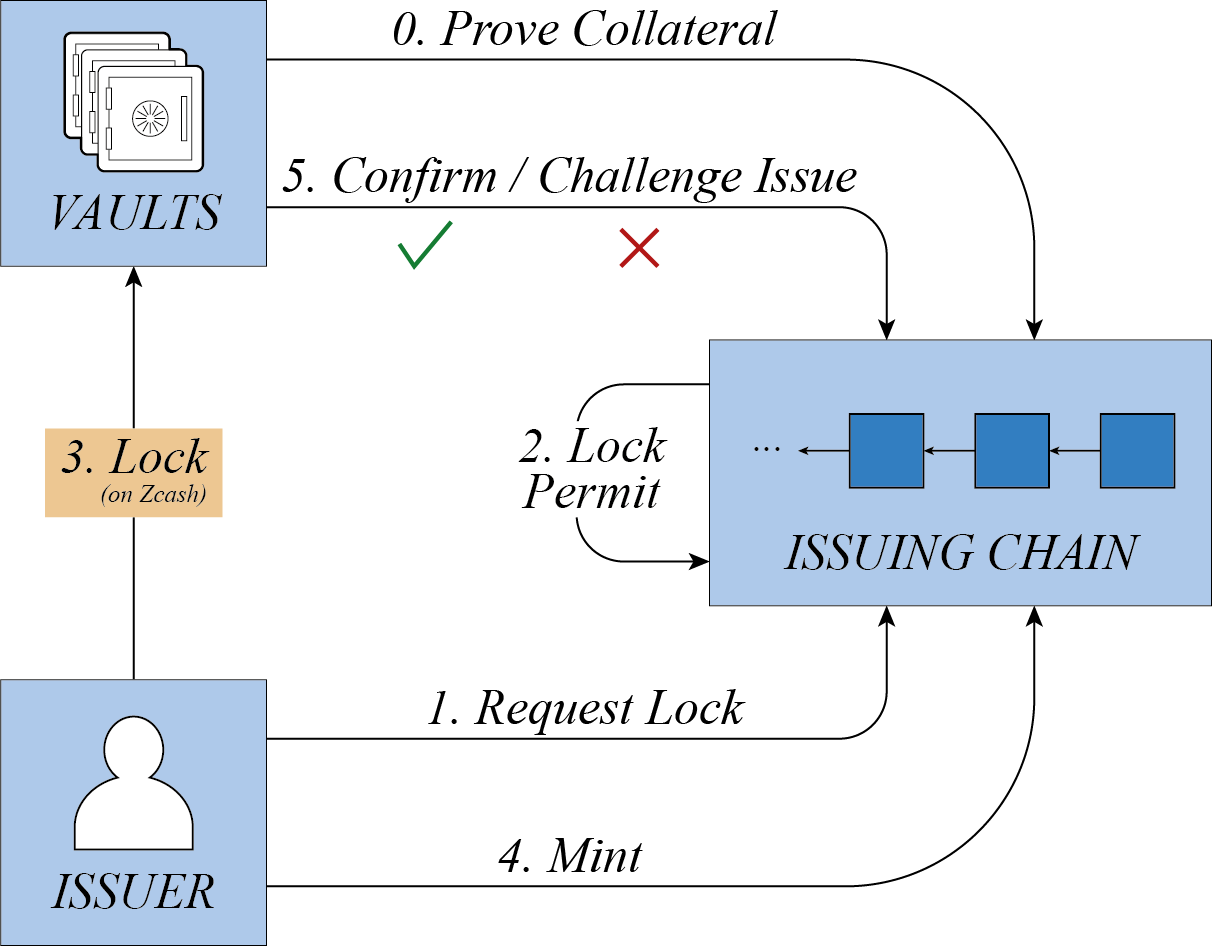 0. Prove Collateral
5. Confirm / Challenge Issue
VAULTS
3. Lock
(on Zcash)
2. Lock
Permit
...
ISSUING CHAIN
1. Request Lock
4. Mint
ISSUER